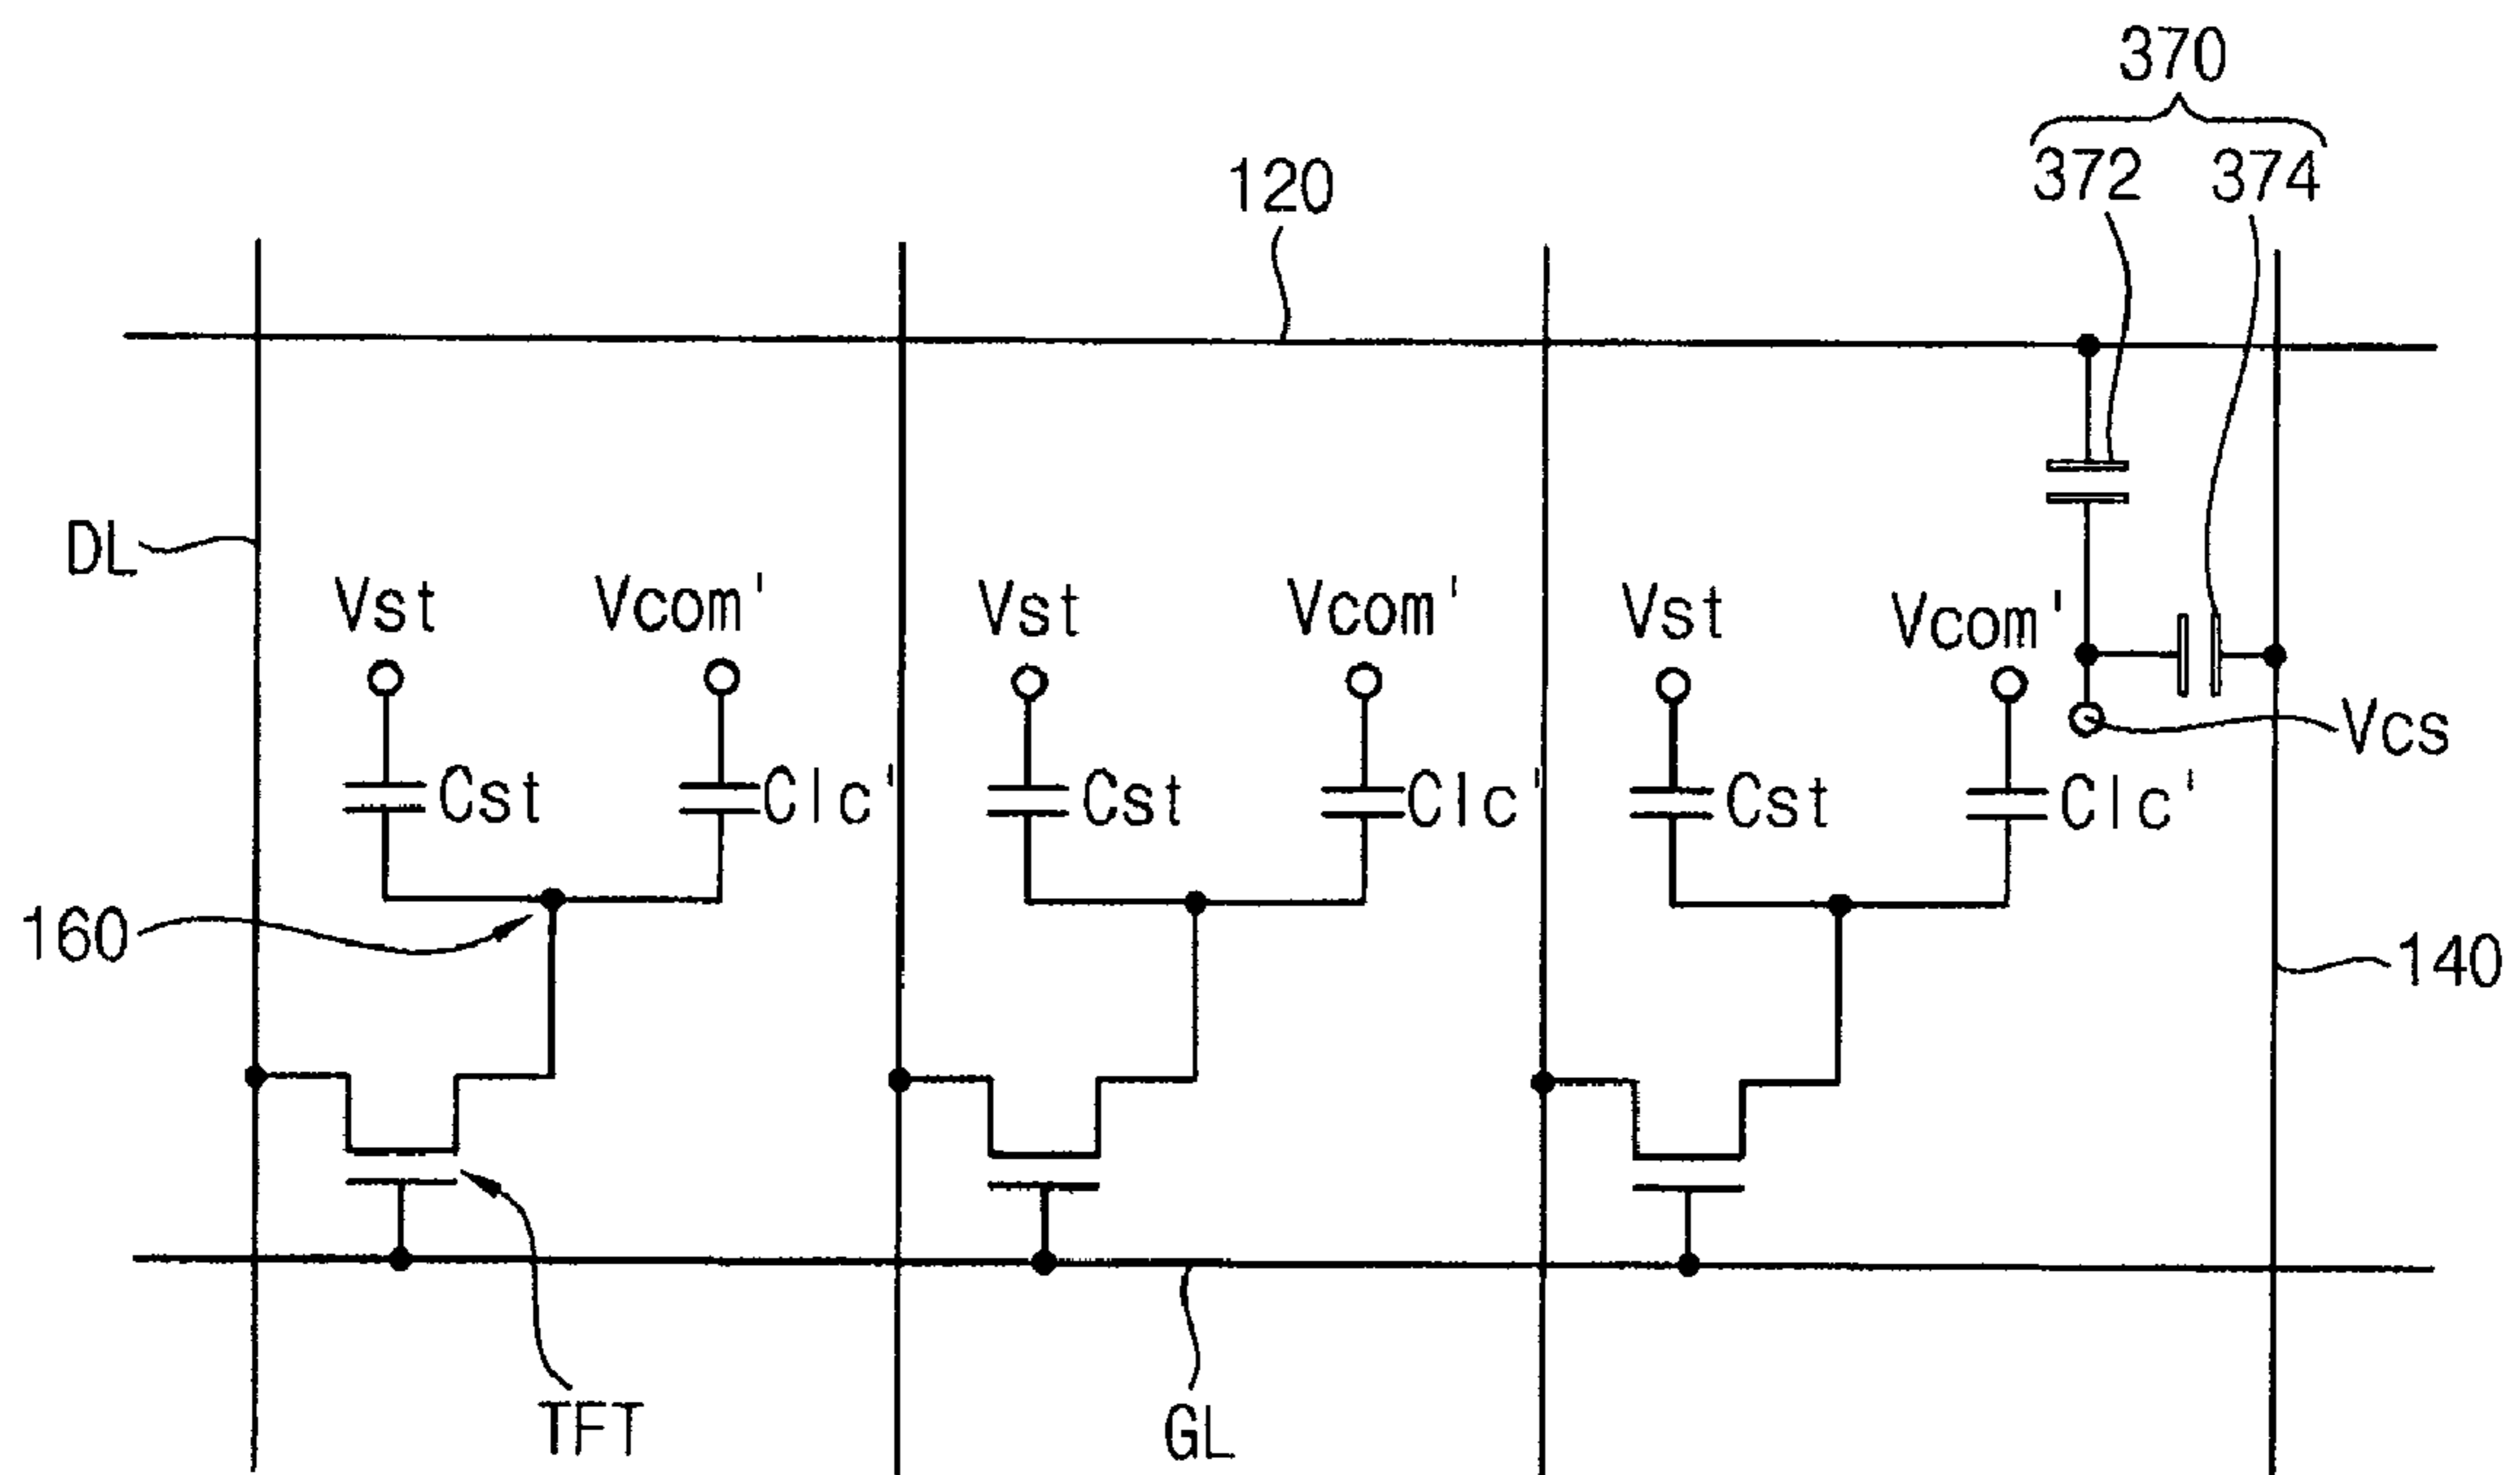 370
372 374
120
DL
Vst Vcom' Vst Vcom' Vst Vcom'
Vcs
Cst Clc' Cst Clc' Cst Clc'
160
140
TFT
GL